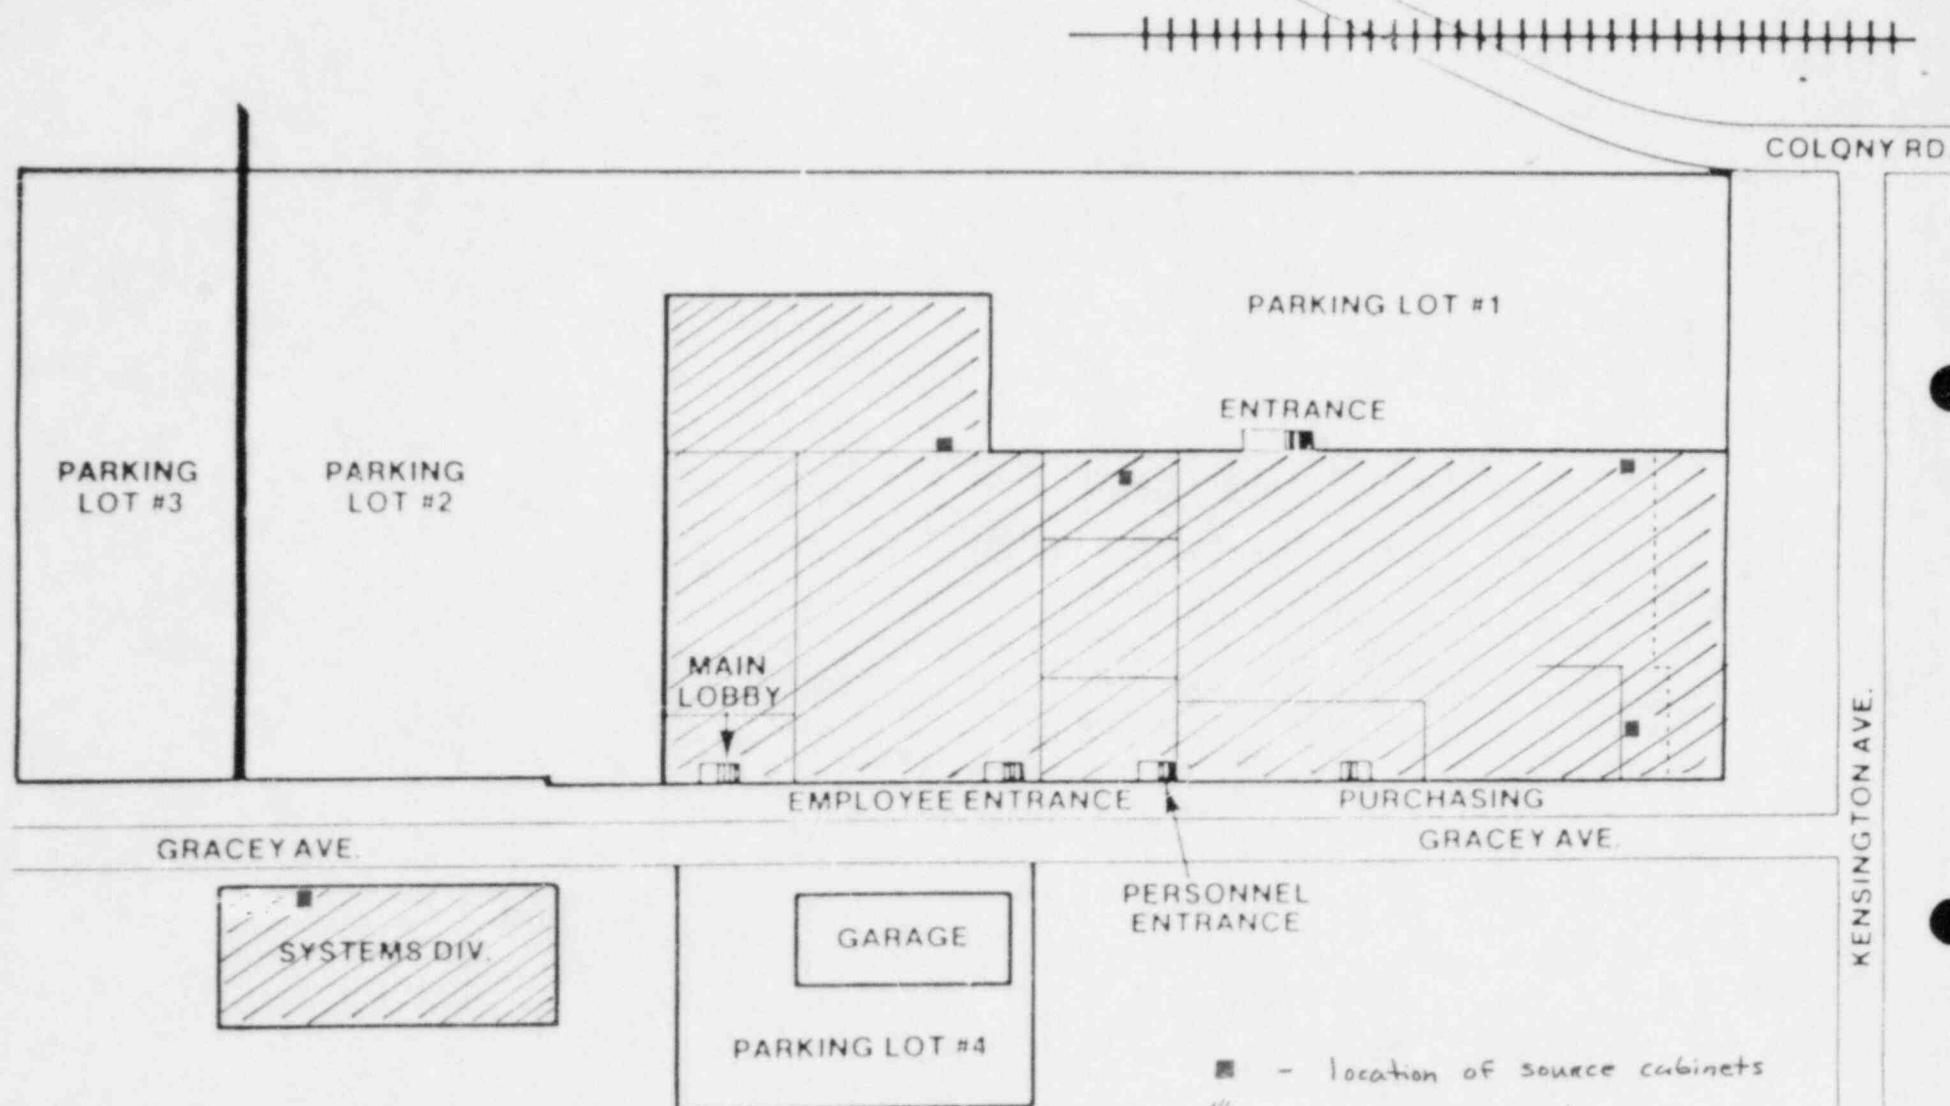 COLONY RD
PARKING LOT #1
ENTRANCE
PARKING
LOT #3
PARKING
LOT #2
MAIN
LOBBY
EMPLOYEE ENTRANCE
PURCHASING
GRACEY AVE.
GRACEY AVE.
KENSINGTON AVE.
PERSONNEL
ENTRANCE
SYSTEMS DIV.
GARAGE
PARKING LOT #4
- location of source cabinets